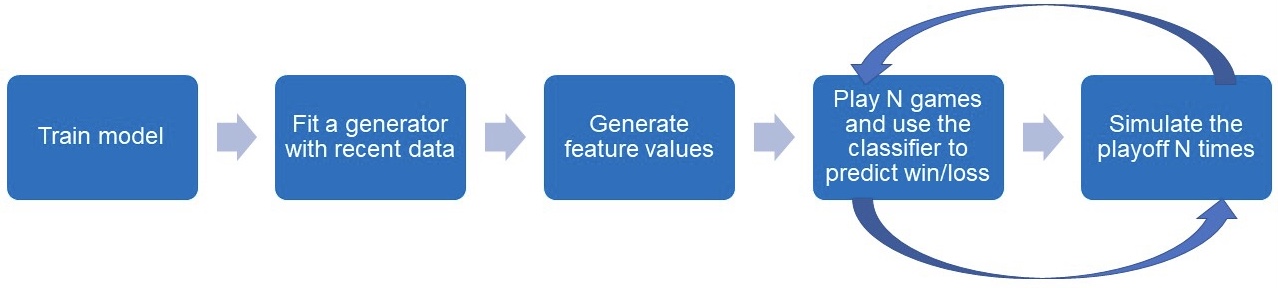 Train model
Fit a generator
with recent data
Generate
feature values
Play N games
and use the
classifier to
predict win/loss
Simulate the
playoff N times